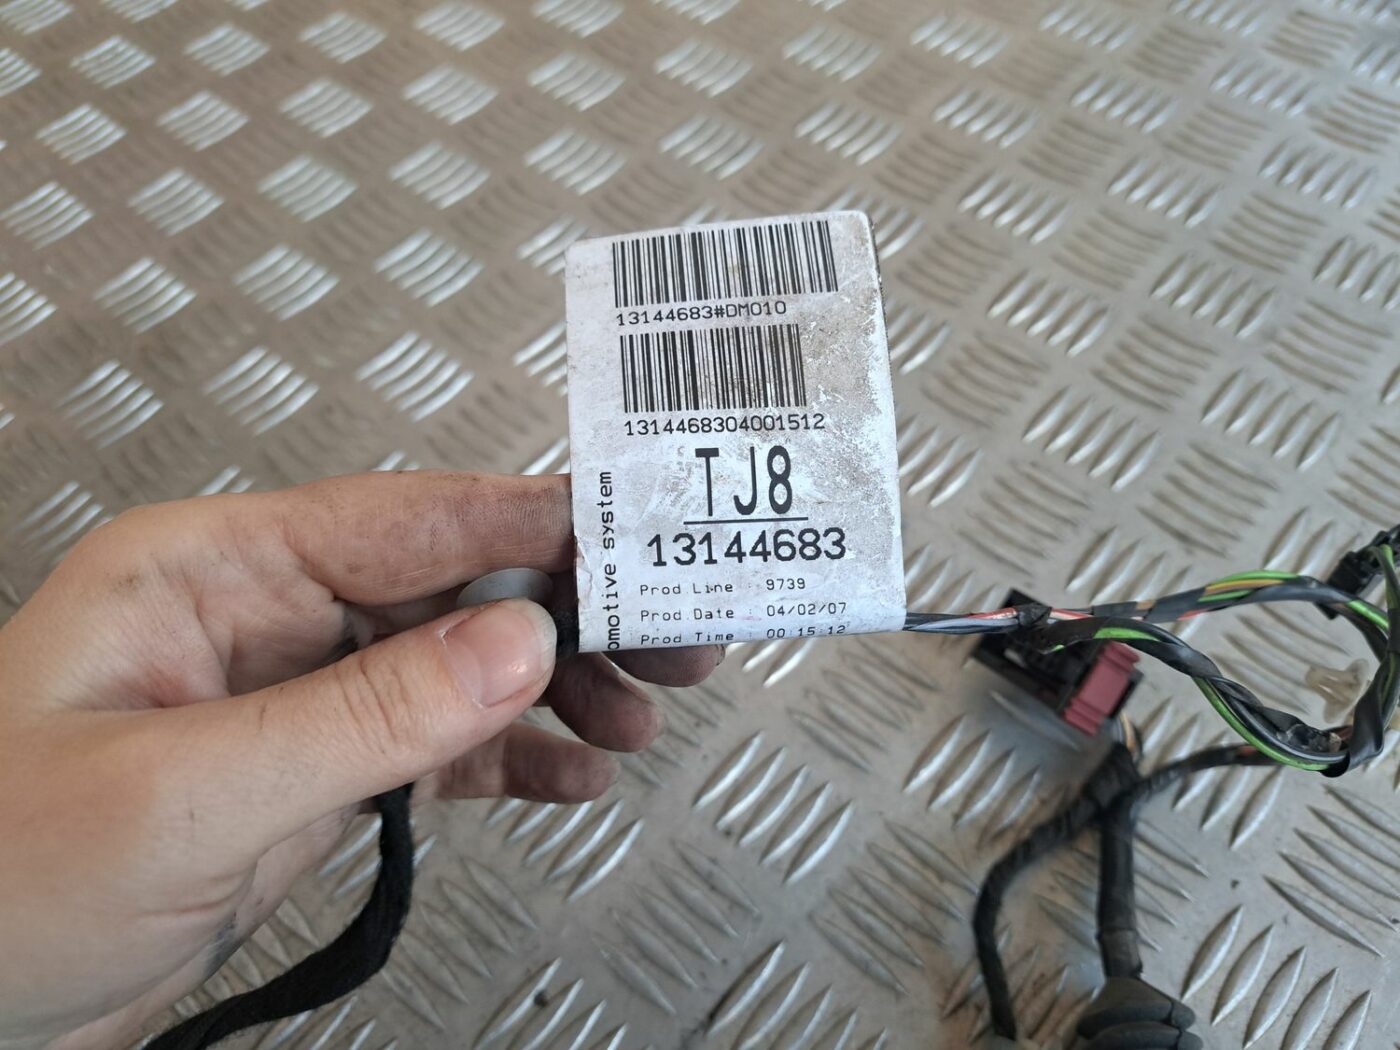 13144683#DM010
1314468304001512
TJ8
13144683
Prod Line : 9739
Prod Date : 04/02/07
Prod Time : 00:15:12
system